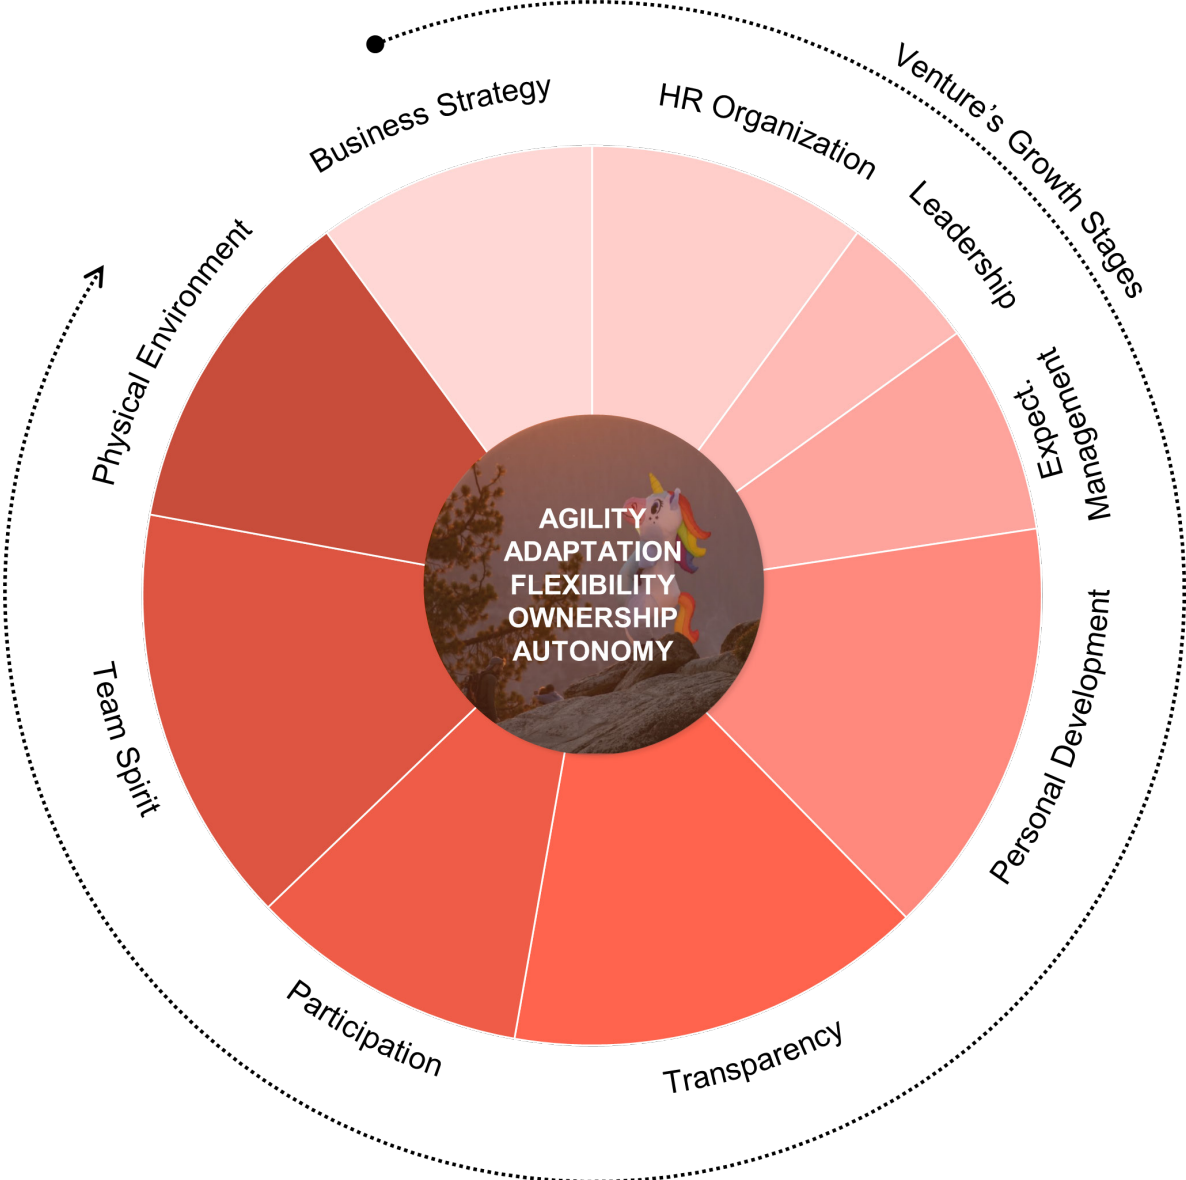 Venture's Growth Stages
Business Strategy
HR Organization
Leadership
Expect.
Management
Personal Development
Transparency
Participation
Team Spirit
Physical Environment
AGILITY
ADAPTATION
FLEXIBILITY
OWNERSHIP
AUTONOMY